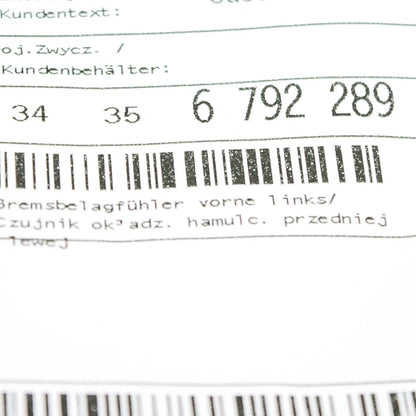 Kundentext:
oj.Zwycz. /
Kundenbehälter:
34 35 6 792 289
Bremsbelagfühler vorne links/
Czujnik ok³adz. hamulc. przedniej
lewej